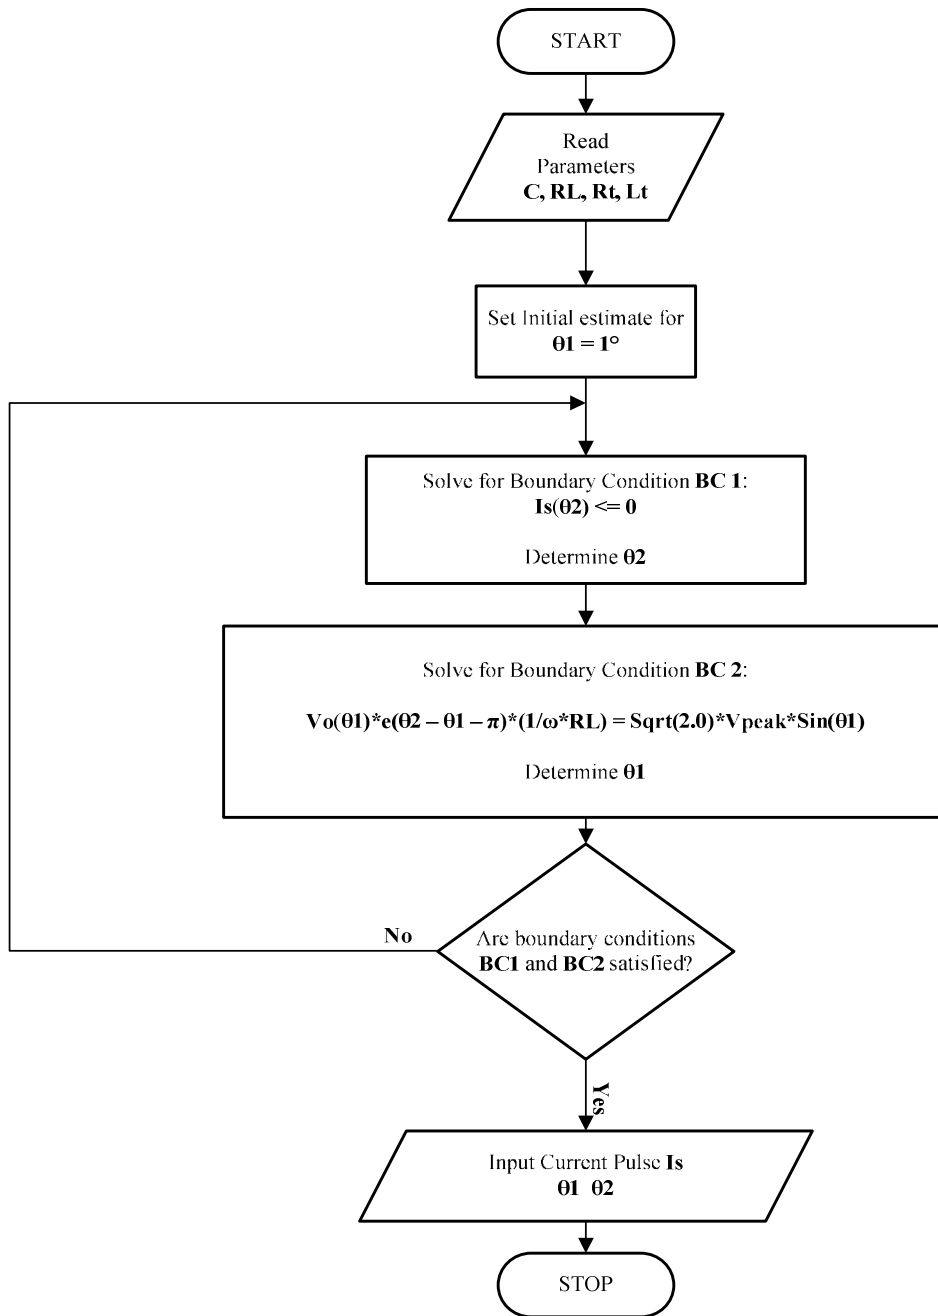 START
Read
Parameters
C, RL, Rt, Lt
Set Initial estimate for
θ1 = 1°
Solve for Boundary Condition BC 1:
Is(θ2) <= 0
Determine θ2
Solve for Boundary Condition BC 2:
Vo(θ1)*e(θ2 – θ1 – π)*(1/ω*RL) = Sqrt(2.0)*Vpeak*Sin(θ1)
Determine θ1
No
Are boundary conditions
BC1 and BC2 satisfied?
Yes
Input Current Pulse Is
θ1 θ2
STOP